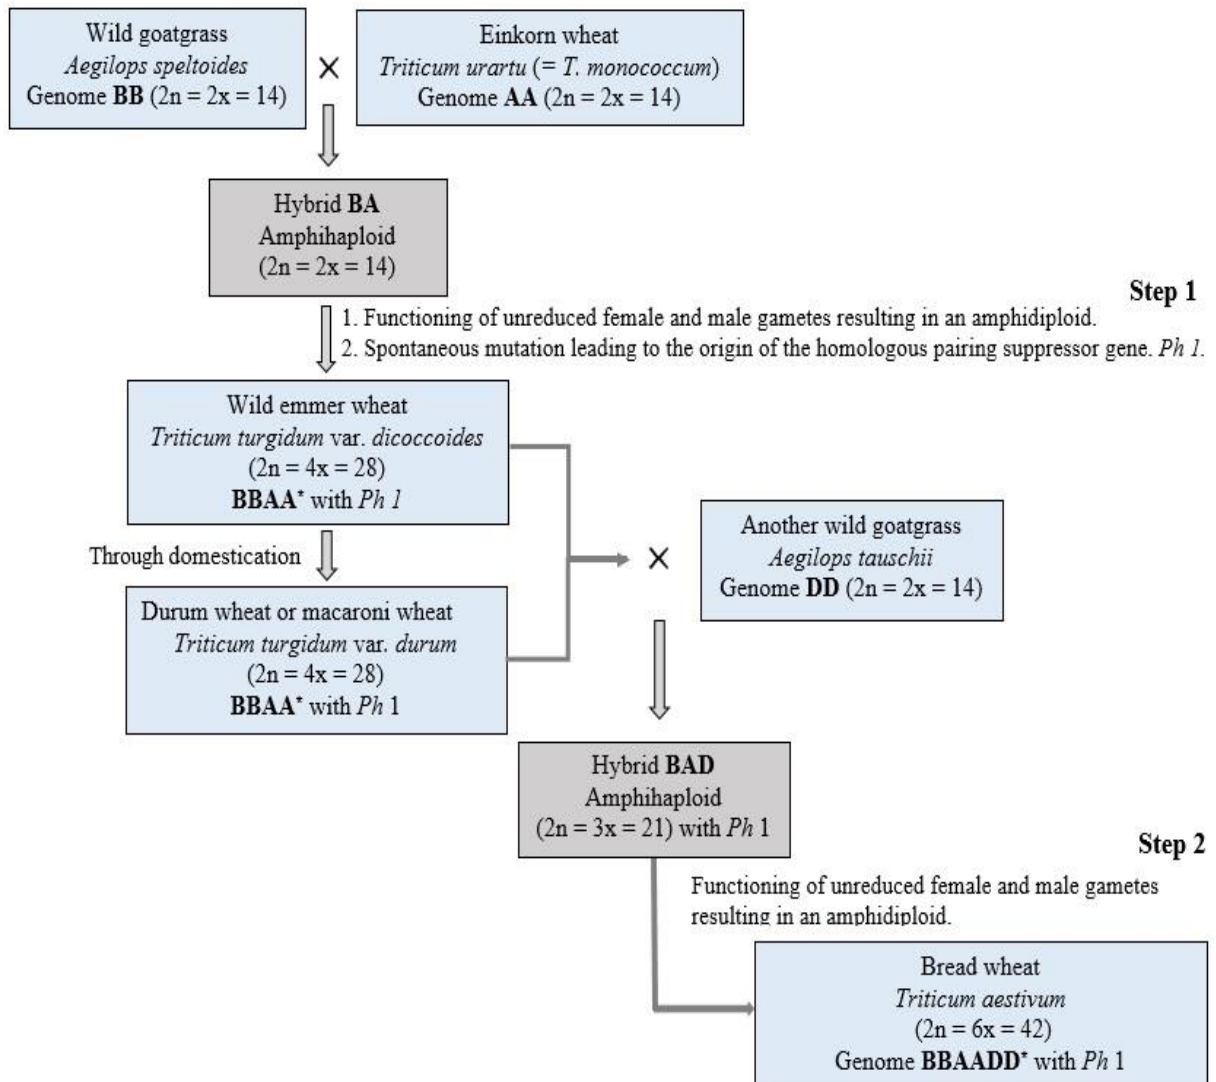 Wild goatgrass
Aegilops speltoides
Genome BB (2n = 2x = 14)
×
Einkorn wheat
Triticum urartu (= T. monococcum)
Genome AA (2n = 2x = 14)
Hybrid BA
Amphihaploid
(2n = 2x = 14)
Step 1
1. Functioning of unreduced female and male gametes resulting in an amphidiploid.
2. Spontaneous mutation leading to the origin of the homologous pairing suppressor gene. Ph 1.
Wild emmer wheat
Triticum turgidum var. dicoccoides
(2n = 4x = 28)
BBAA* with Ph 1
Through domestication
Durum wheat or macaroni wheat
Triticum turgidum var. durum
(2n = 4x = 28)
BBAA* with Ph 1
×
Another wild goatgrass
Aegilops tauschii
Genome DD (2n = 2x = 14)
Hybrid BAD
Amphihaploid
(2n = 3x = 21) with Ph 1
Step 2
Functioning of unreduced female and male gametes
resulting in an amphidiploid.
Bread wheat
Triticum aestivum
(2n = 6x = 42)
Genome BBAADD* with Ph 1